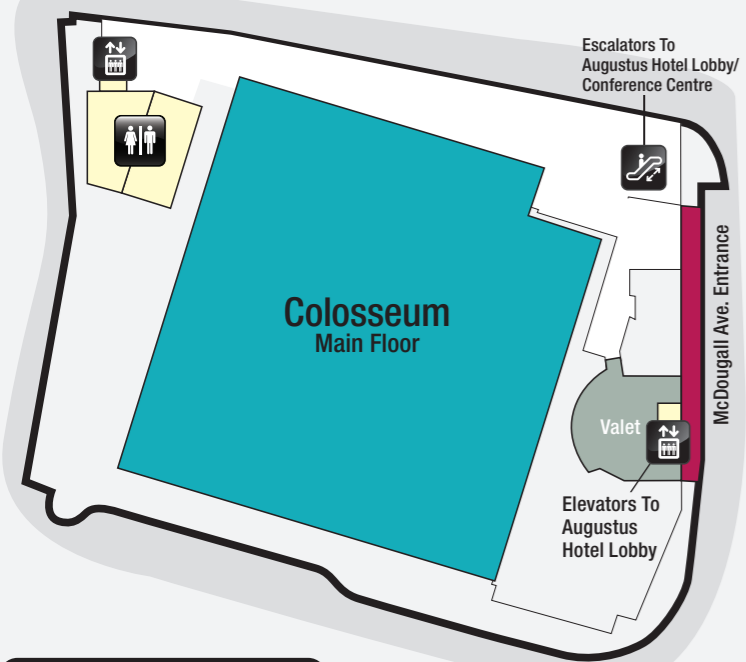 Escalators To
Augustus Hotel Lobby/
Conference Centre
McDougall Ave. Entrance
Colosseum
Main Floor
Valet
Elevators To
Augustus
Hotel Lobby